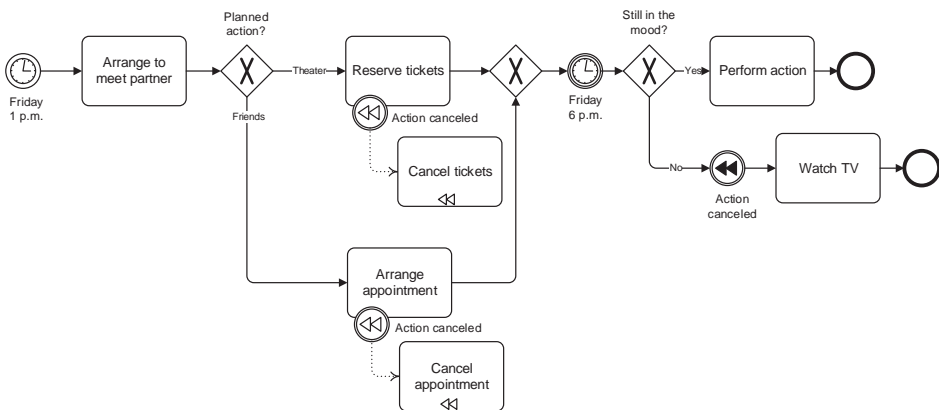 Planned
action?
Still in the
mood?
Arrange to
meet partner
Theater
Reserve tickets
Yes
Perform action
Friday
1 p.m.
Friday
6 p.m.
Friends
Action canceled
Cancel tickets
No
Watch TV
Action
canceled
Arrange
appointment
Action canceled
Cancel
appointment